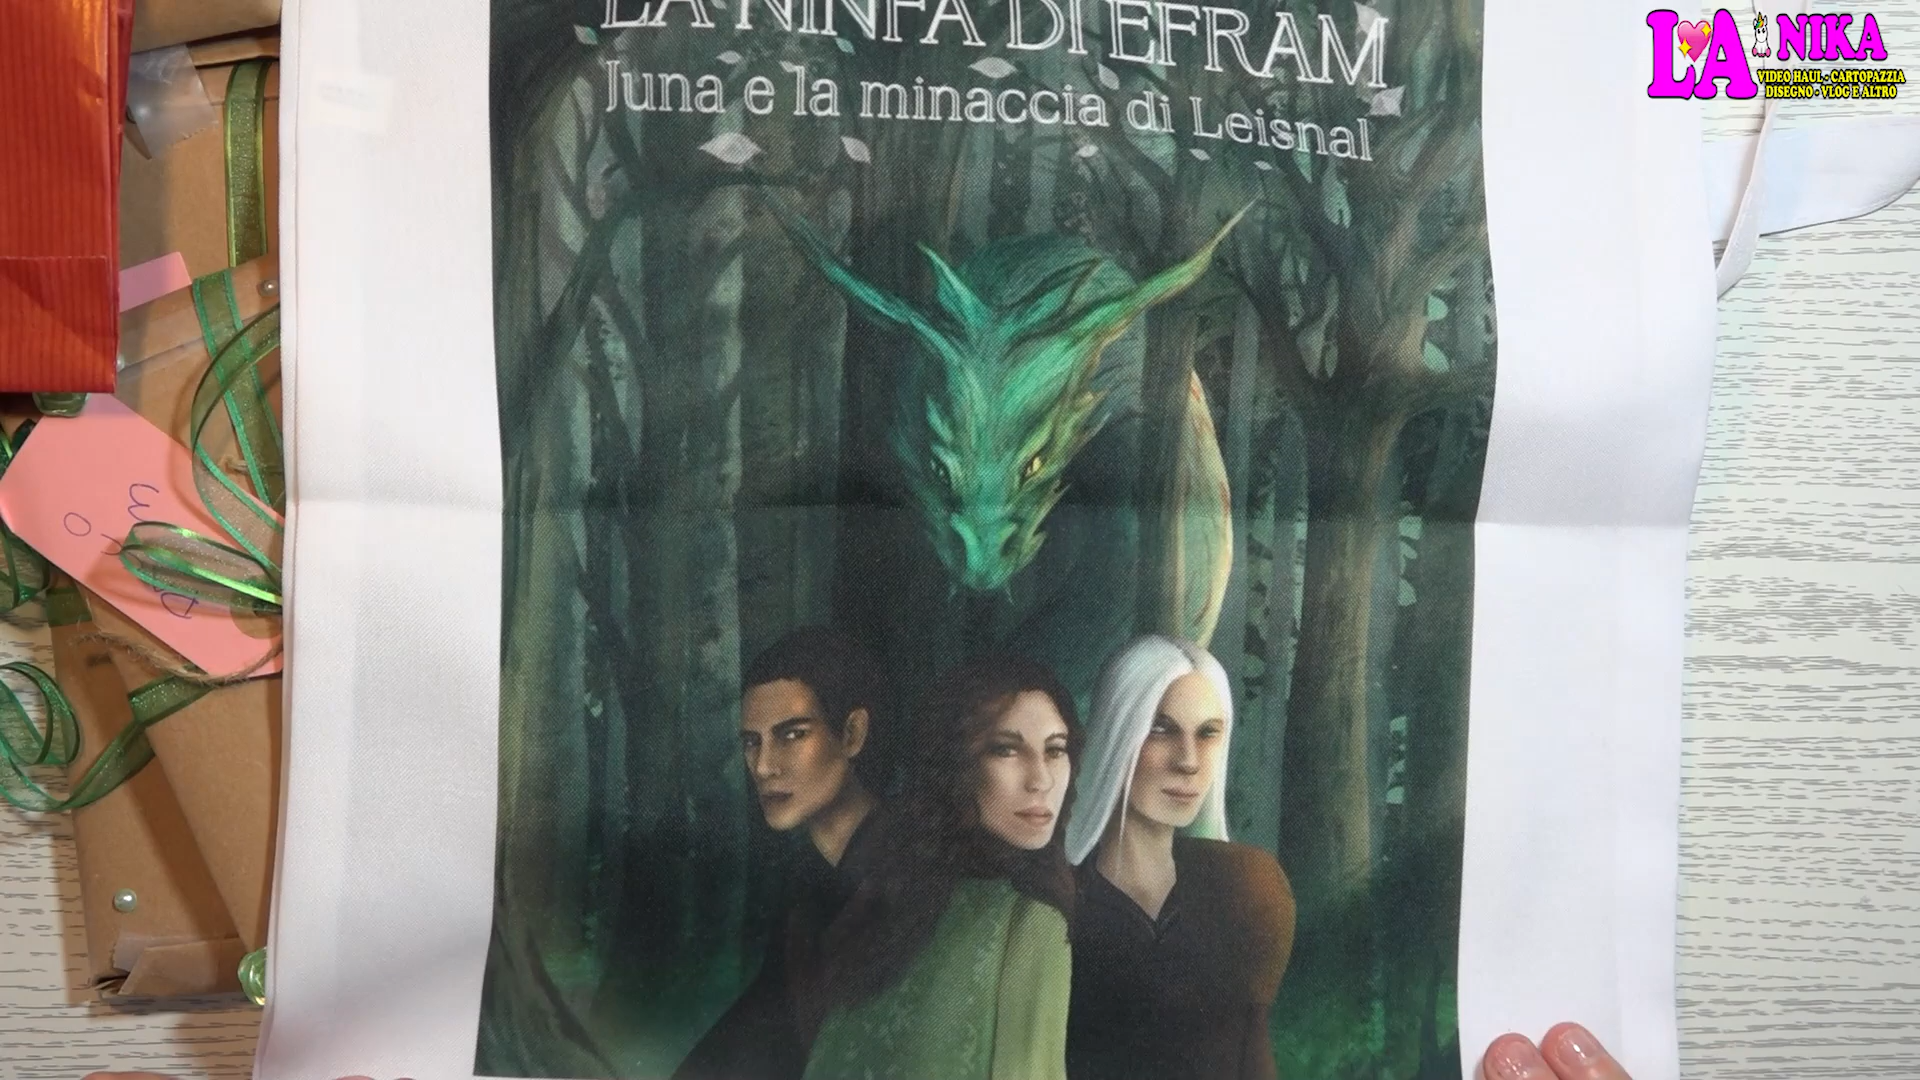 LA NINFA DI EFRAM
Juna e la minaccia di Leisnal
LA NIKA
VIDEO HAUL - CARTOPAZZIA
DISEGNO - VLOG E ALTRO